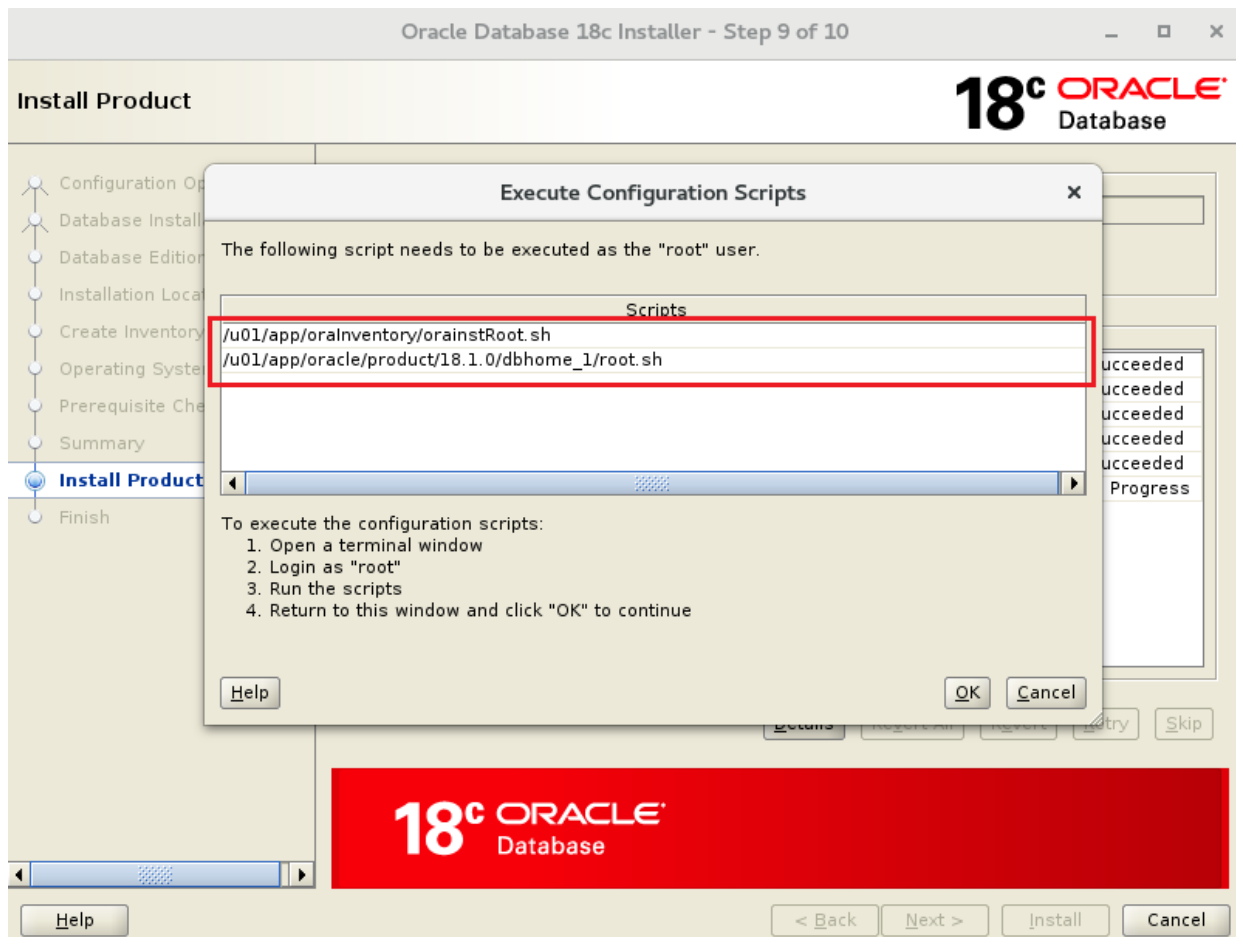 Oracle Database 18c Installer - Step 9 of 10
Install Product
18c ORACLE
Database
Configuration Op
Database Install
Database Edition
Installation Locat
Create Inventory
Operating Syste
Prerequisite Che
Summary
Install Product
Finish
Execute Configuration Scripts
The following script needs to be executed as the "root" user.
Scripts
/u01/app/oraInventory/orainstRoot.sh
/u01/app/oracle/product/18.1.0/dbhome_1/root.sh
To execute the configuration scripts:
1. Open a terminal window
2. Login as "root"
3. Run the scripts
4. Return to this window and click "OK" to continue
Help
OK
Cancel
ucceeded
ucceeded
ucceeded
ucceeded
ucceeded
Progress
Details
Revert All
Revert
Retry
Skip
18c ORACLE
Database
Help
< Back
Next >
Install
Cancel